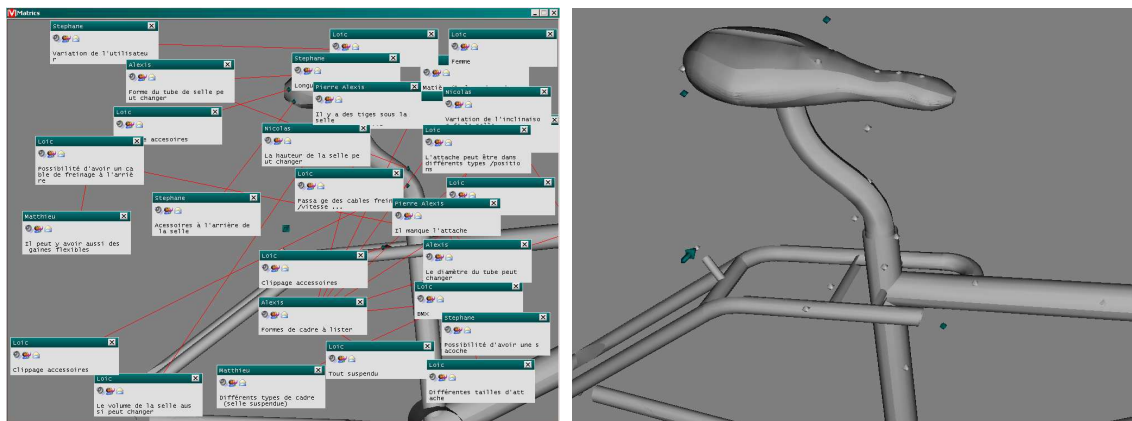 Matrics
Stephane
Variation de l'utilisateu
r
Loic
Loic
Femme
Alexis
Forme du tube de selle pe
ut changer
Stephane
Longu
Matiè
Pierre Alexis
Il y a des tiges sous la
selle
Nicolas
Variation de l'inclinaiso
Loic
accesoires
Nicolas
La hauteur de la selle pe
ut changer
Loic
L'attache peut être dans
différents types /positio
ns
Loic
Possibilité d'avoir un ca
ble de freinage à l'arriè
re
Loic
Passa ge des cables frein
/vitesse ...
Loic
Stephane
Acessoires à l'arrière de
la selle
Pierre Alexis
Il manque l'attache
Matthieu
Il peut y avoir aussi des
gaines flexibles
Alexis
Le diamètre du tube peut
changer
Loic
Clippage accessoires
Loic
BMX
Alexis
Formes de cadre à lister
Stephane
Possibilité d'avoir une s
acoche
Loic
Clippage accessoires
Loic
Tout suspendu
Loic
Différentes tailles d'att
ache
Matthieu
Différents types de cadre
(selle suspendue)
Loic
Le volume de la selle aus
si peut changer